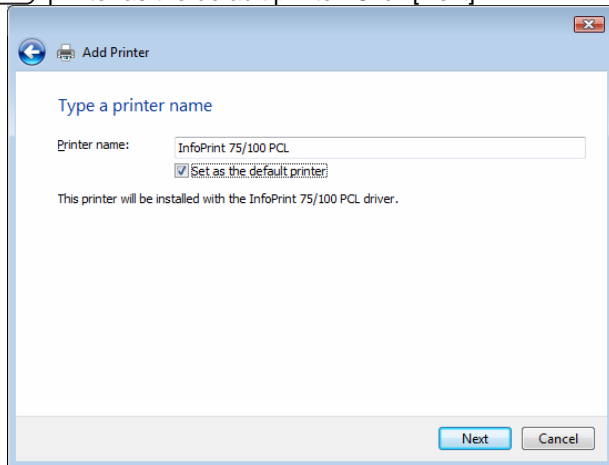 Add Printer
Type a printer name
Printer name: InfoPrint 75/100 PCL
Set as the default printer
This printer will be installed with the InfoPrint 75/100 PCL driver.
Next Cancel